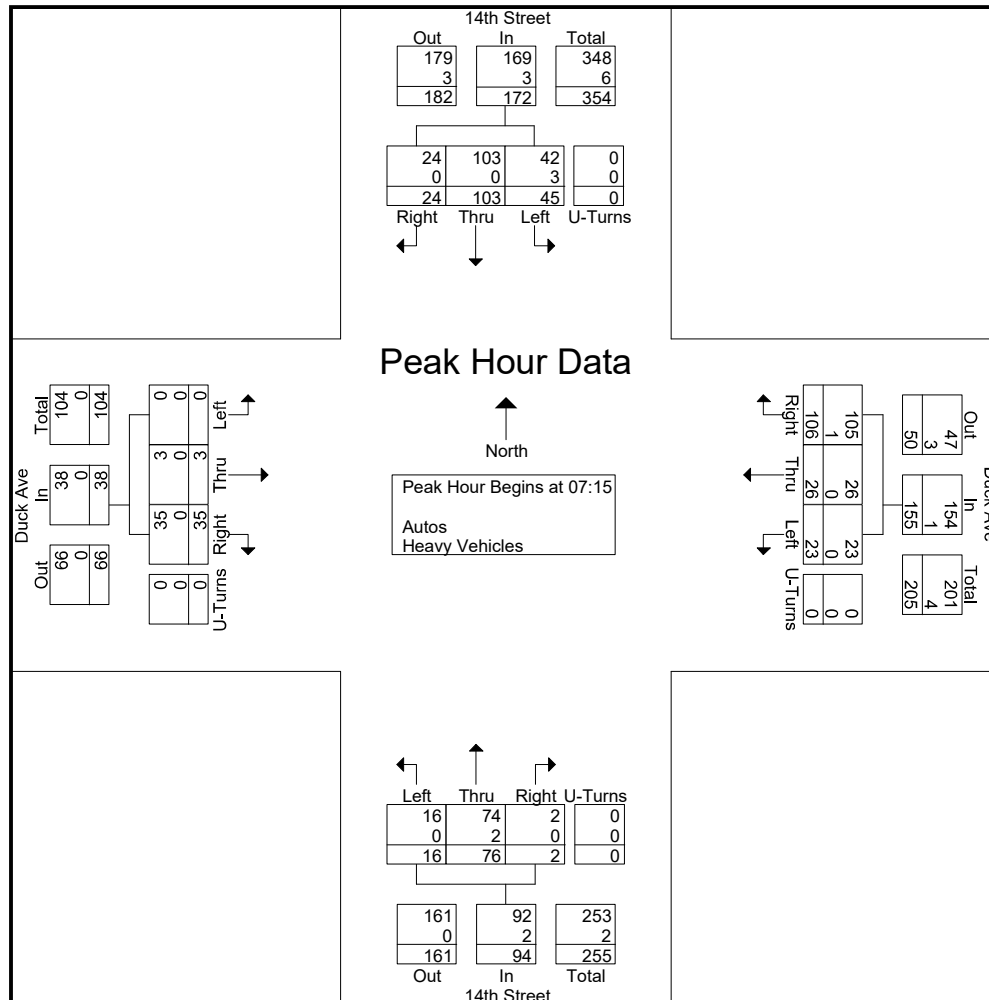 14th Street
Out In Total
179 169 348
3 3 6
182 172 354
24 103 42 0
0 0 3 0
24 103 45 0
Right Thru Left U-Turns
Peak Hour Data
North
Peak Hour Begins at 07:15
Autos
Heavy Vehicles
Duck Ave
Out In Total
66 38 104
0 0 0
66 38 104
U-Turns Right Thru Left
0 35 3 0
0 0 0 0
0 35 3 0
Out In Total
47 154 201
3 1 4
50 155 205
105 26 23 0
1 0 0 0
106 26 23 0
Right Thru Left U-Turns
Left Thru Right U-Turns
16 74 2 0
0 2 0 0
16 76 2 0
161 92 253
0 2 2
161 94 255
Out In Total
14th Street